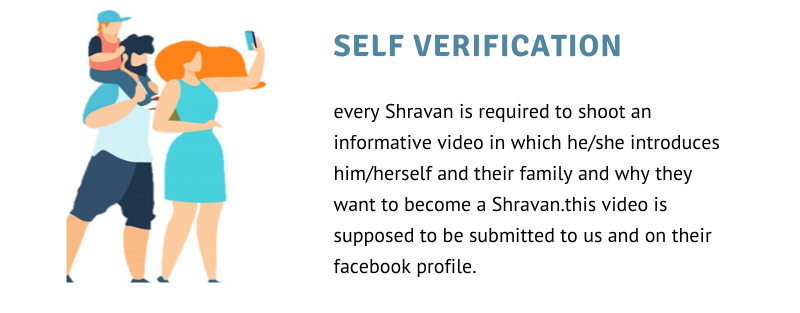 SELF VERIFICATION
every Shravan is required to shoot an
informative video in which he/she introduces
him/herself and their family and why they
want to become a Shravan.this video is
supposed to be submitted to us and on their
facebook profile.